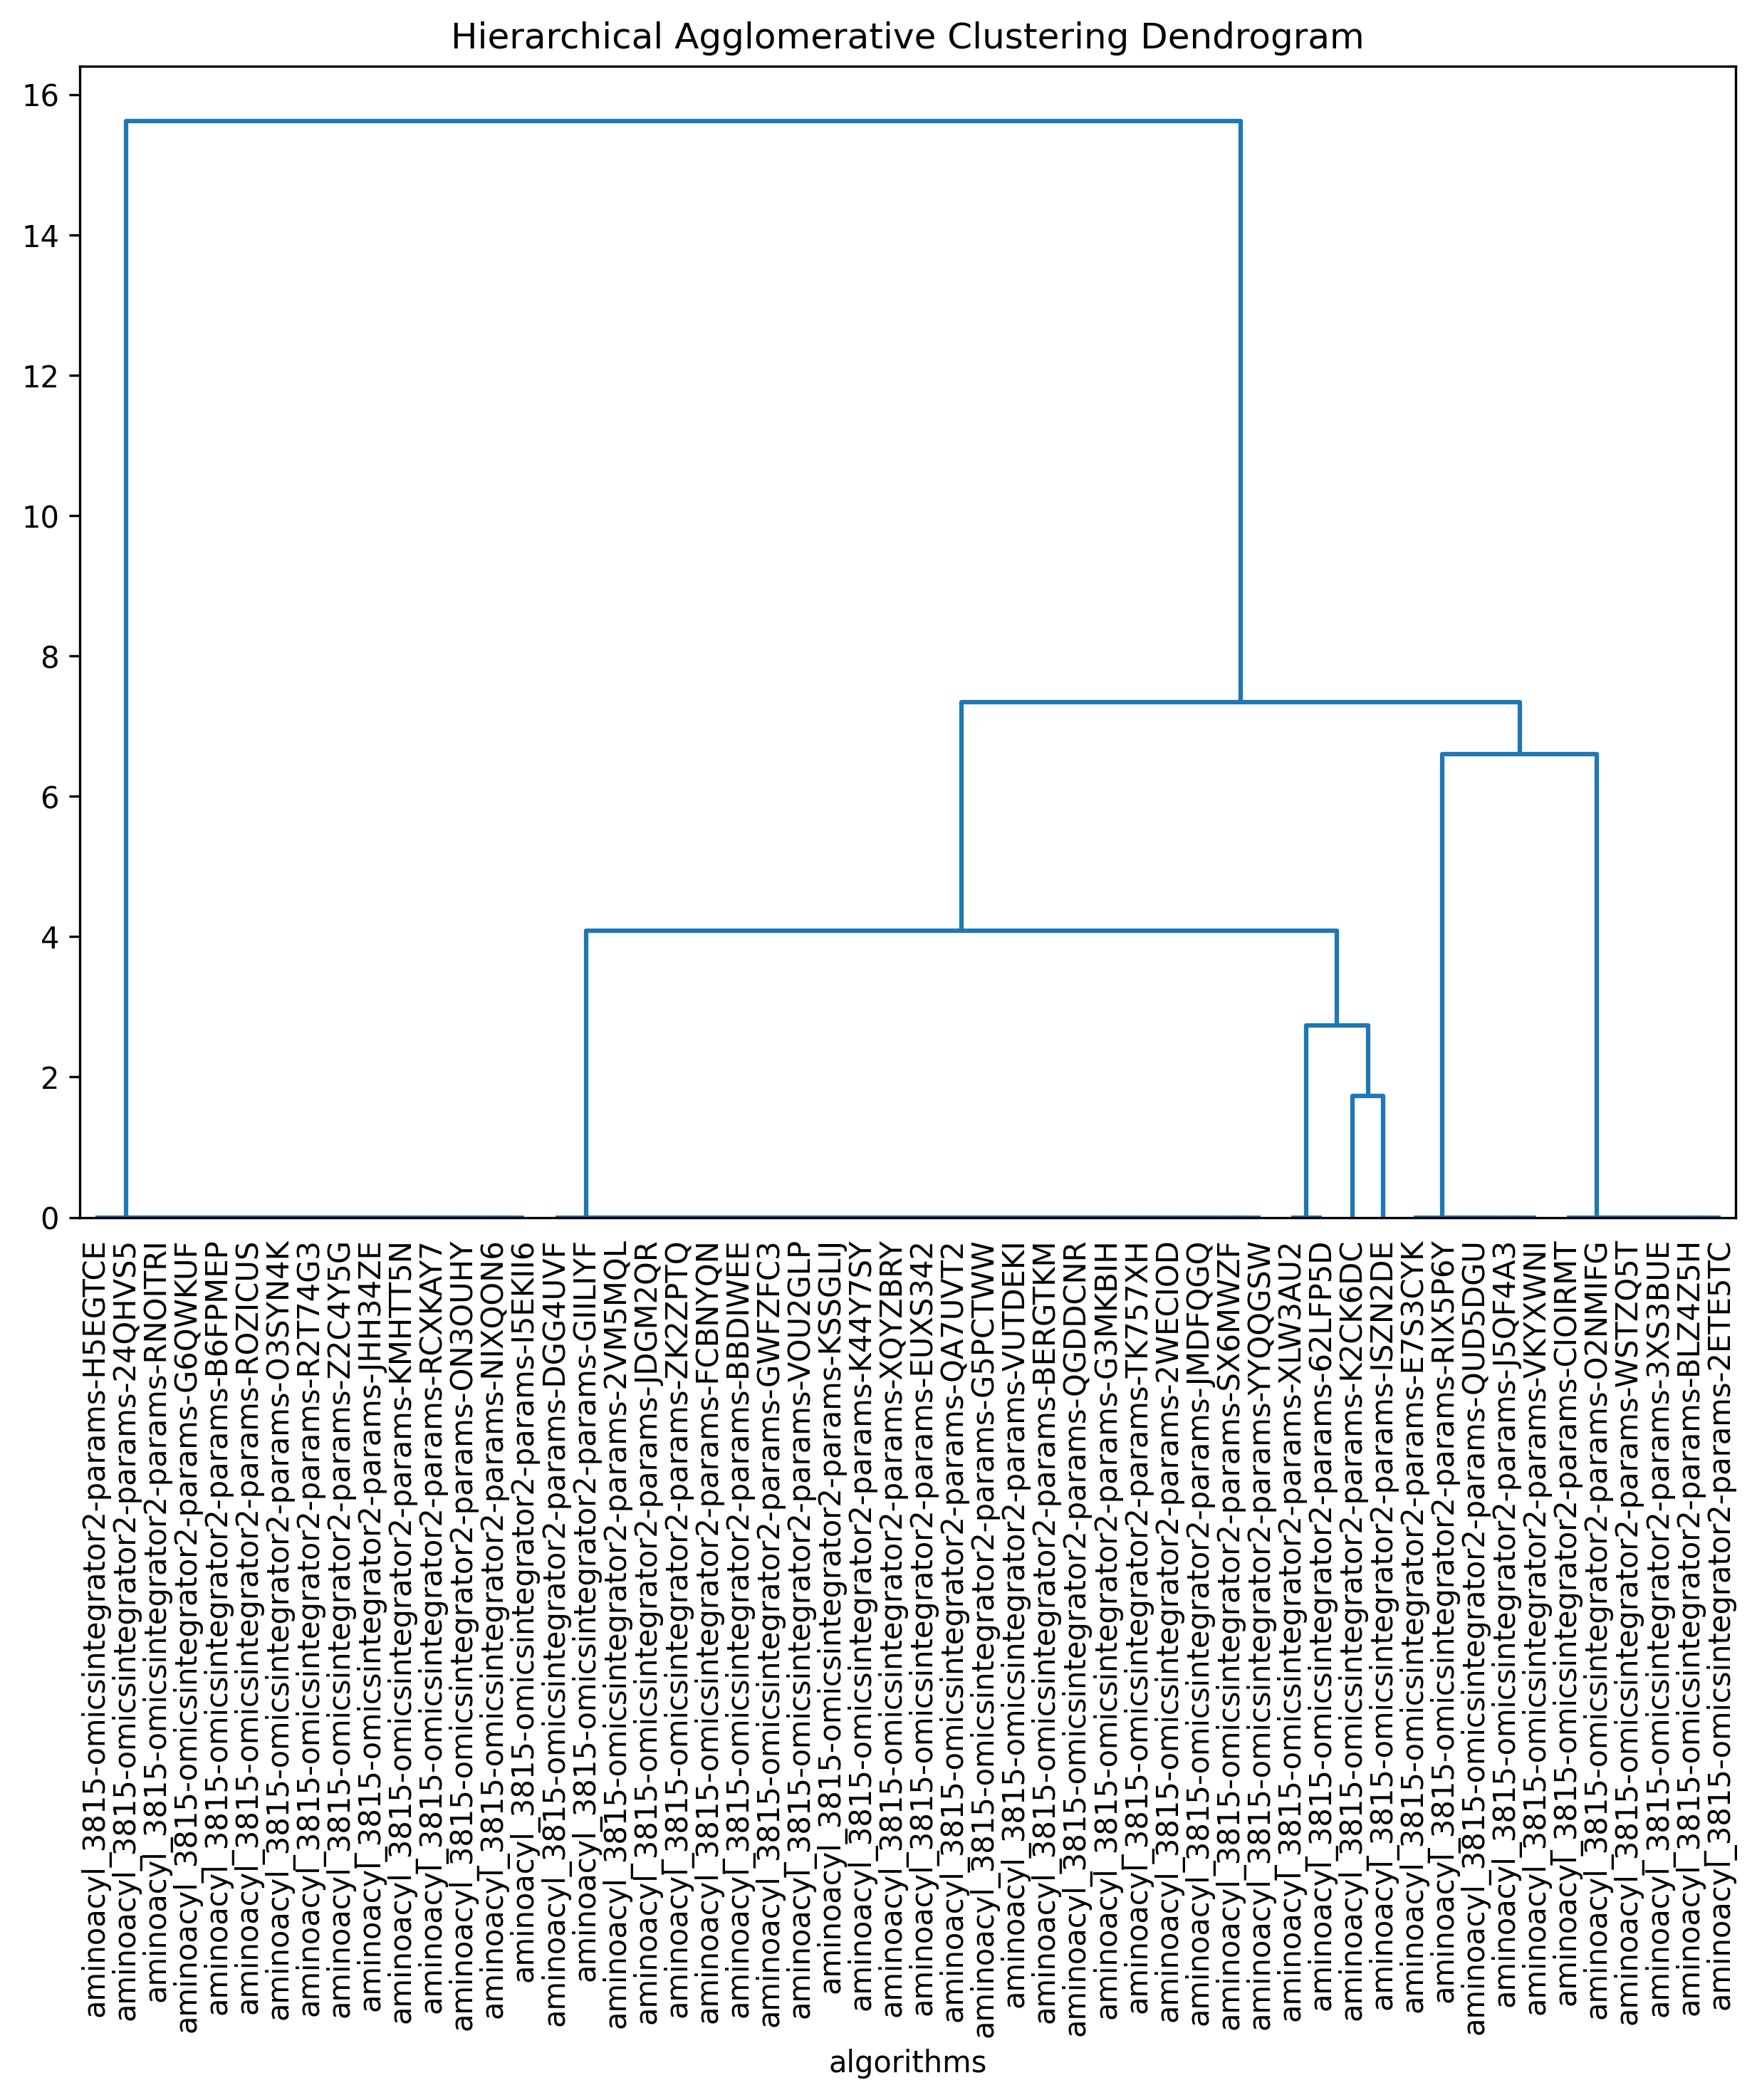 Hierarchical Agglomerative Clustering Dendrogram
16
14
12
10
8
6
4
2
0
aminoacyl_3815-omicsintegrator2-params-H5EGTCE
aminoacyl_3815-omicsintegrator2-params-24QHVS5
aminoacyl_3815-omicsintegrator2-params-RNOITRI
aminoacyl_3815-omicsintegrator2-params-G6QWKUF
aminoacyl_3815-omicsintegrator2-params-B6FPMEP
aminoacyl_3815-omicsintegrator2-params-ROZICUS
aminoacyl_3815-omicsintegrator2-params-O3SYN4K
aminoacyl_3815-omicsintegrator2-params-R2T74G3
aminoacyl_3815-omicsintegrator2-params-Z2C4Y5G
aminoacyl_3815-omicsintegrator2-params-JHH34ZE
aminoacyl_3815-omicsintegrator2-params-KMHTT5N
aminoacyl_3815-omicsintegrator2-params-RCXKAY7
aminoacyl_3815-omicsintegrator2-params-ON3OUHY
aminoacyl_3815-omicsintegrator2-params-NIXQON6
aminoacyl_3815-omicsintegrator2-params-I5EKII6
aminoacyl_3815-omicsintegrator2-params-DGG4UVF
aminoacyl_3815-omicsintegrator2-params-GIILIYF
aminoacyl_3815-omicsintegrator2-params-2VM5MQL
aminoacyl_3815-omicsintegrator2-params-JDGM2QR
aminoacyl_3815-omicsintegrator2-params-ZK2ZPTQ
aminoacyl_3815-omicsintegrator2-params-FCBNYQN
aminoacyl_3815-omicsintegrator2-params-BBDIWEE
aminoacyl_3815-omicsintegrator2-params-GWFZFC3
aminoacyl_3815-omicsintegrator2-params-VOU2GLP
aminoacyl_3815-omicsintegrator2-params-KSSGLIJ
aminoacyl_3815-omicsintegrator2-params-K44Y7SY
aminoacyl_3815-omicsintegrator2-params-XQYZBRY
aminoacyl_3815-omicsintegrator2-params-EUXS342
aminoacyl_3815-omicsintegrator2-params-QA7UVT2
aminoacyl_3815-omicsintegrator2-params-G5PCTWW
aminoacyl_3815-omicsintegrator2-params-VUTDEKI
aminoacyl_3815-omicsintegrator2-params-BERGTKM
aminoacyl_3815-omicsintegrator2-params-QGDDCNR
aminoacyl_3815-omicsintegrator2-params-G3MKBIH
aminoacyl_3815-omicsintegrator2-params-TK757XH
aminoacyl_3815-omicsintegrator2-params-2WECIOD
aminoacyl_3815-omicsintegrator2-params-JMDFQGQ
aminoacyl_3815-omicsintegrator2-params-SX6MWZF
aminoacyl_3815-omicsintegrator2-params-YYQQGSW
aminoacyl_3815-omicsintegrator2-params-XLW3AU2
aminoacyl_3815-omicsintegrator2-params-62LFP5D
aminoacyl_3815-omicsintegrator2-params-K2CK6DC
aminoacyl_3815-omicsintegrator2-params-ISZN2DE
aminoacyl_3815-omicsintegrator2-params-E7S3CYK
aminoacyl_3815-omicsintegrator2-params-RIX5P6Y
aminoacyl_3815-omicsintegrator2-params-QUD5DGU
aminoacyl_3815-omicsintegrator2-params-J5QF4A3
aminoacyl_3815-omicsintegrator2-params-VKYXWNI
aminoacyl_3815-omicsintegrator2-params-CIOIRMT
aminoacyl_3815-omicsintegrator2-params-O2NMIFG
aminoacyl_3815-omicsintegrator2-params-WSTZQ5T
aminoacyl_3815-omicsintegrator2-params-3XS3BUE
aminoacyl_3815-omicsintegrator2-params-BLZ4Z5H
aminoacyl_3815-omicsintegrator2-params-2ETE5TC
algorithms